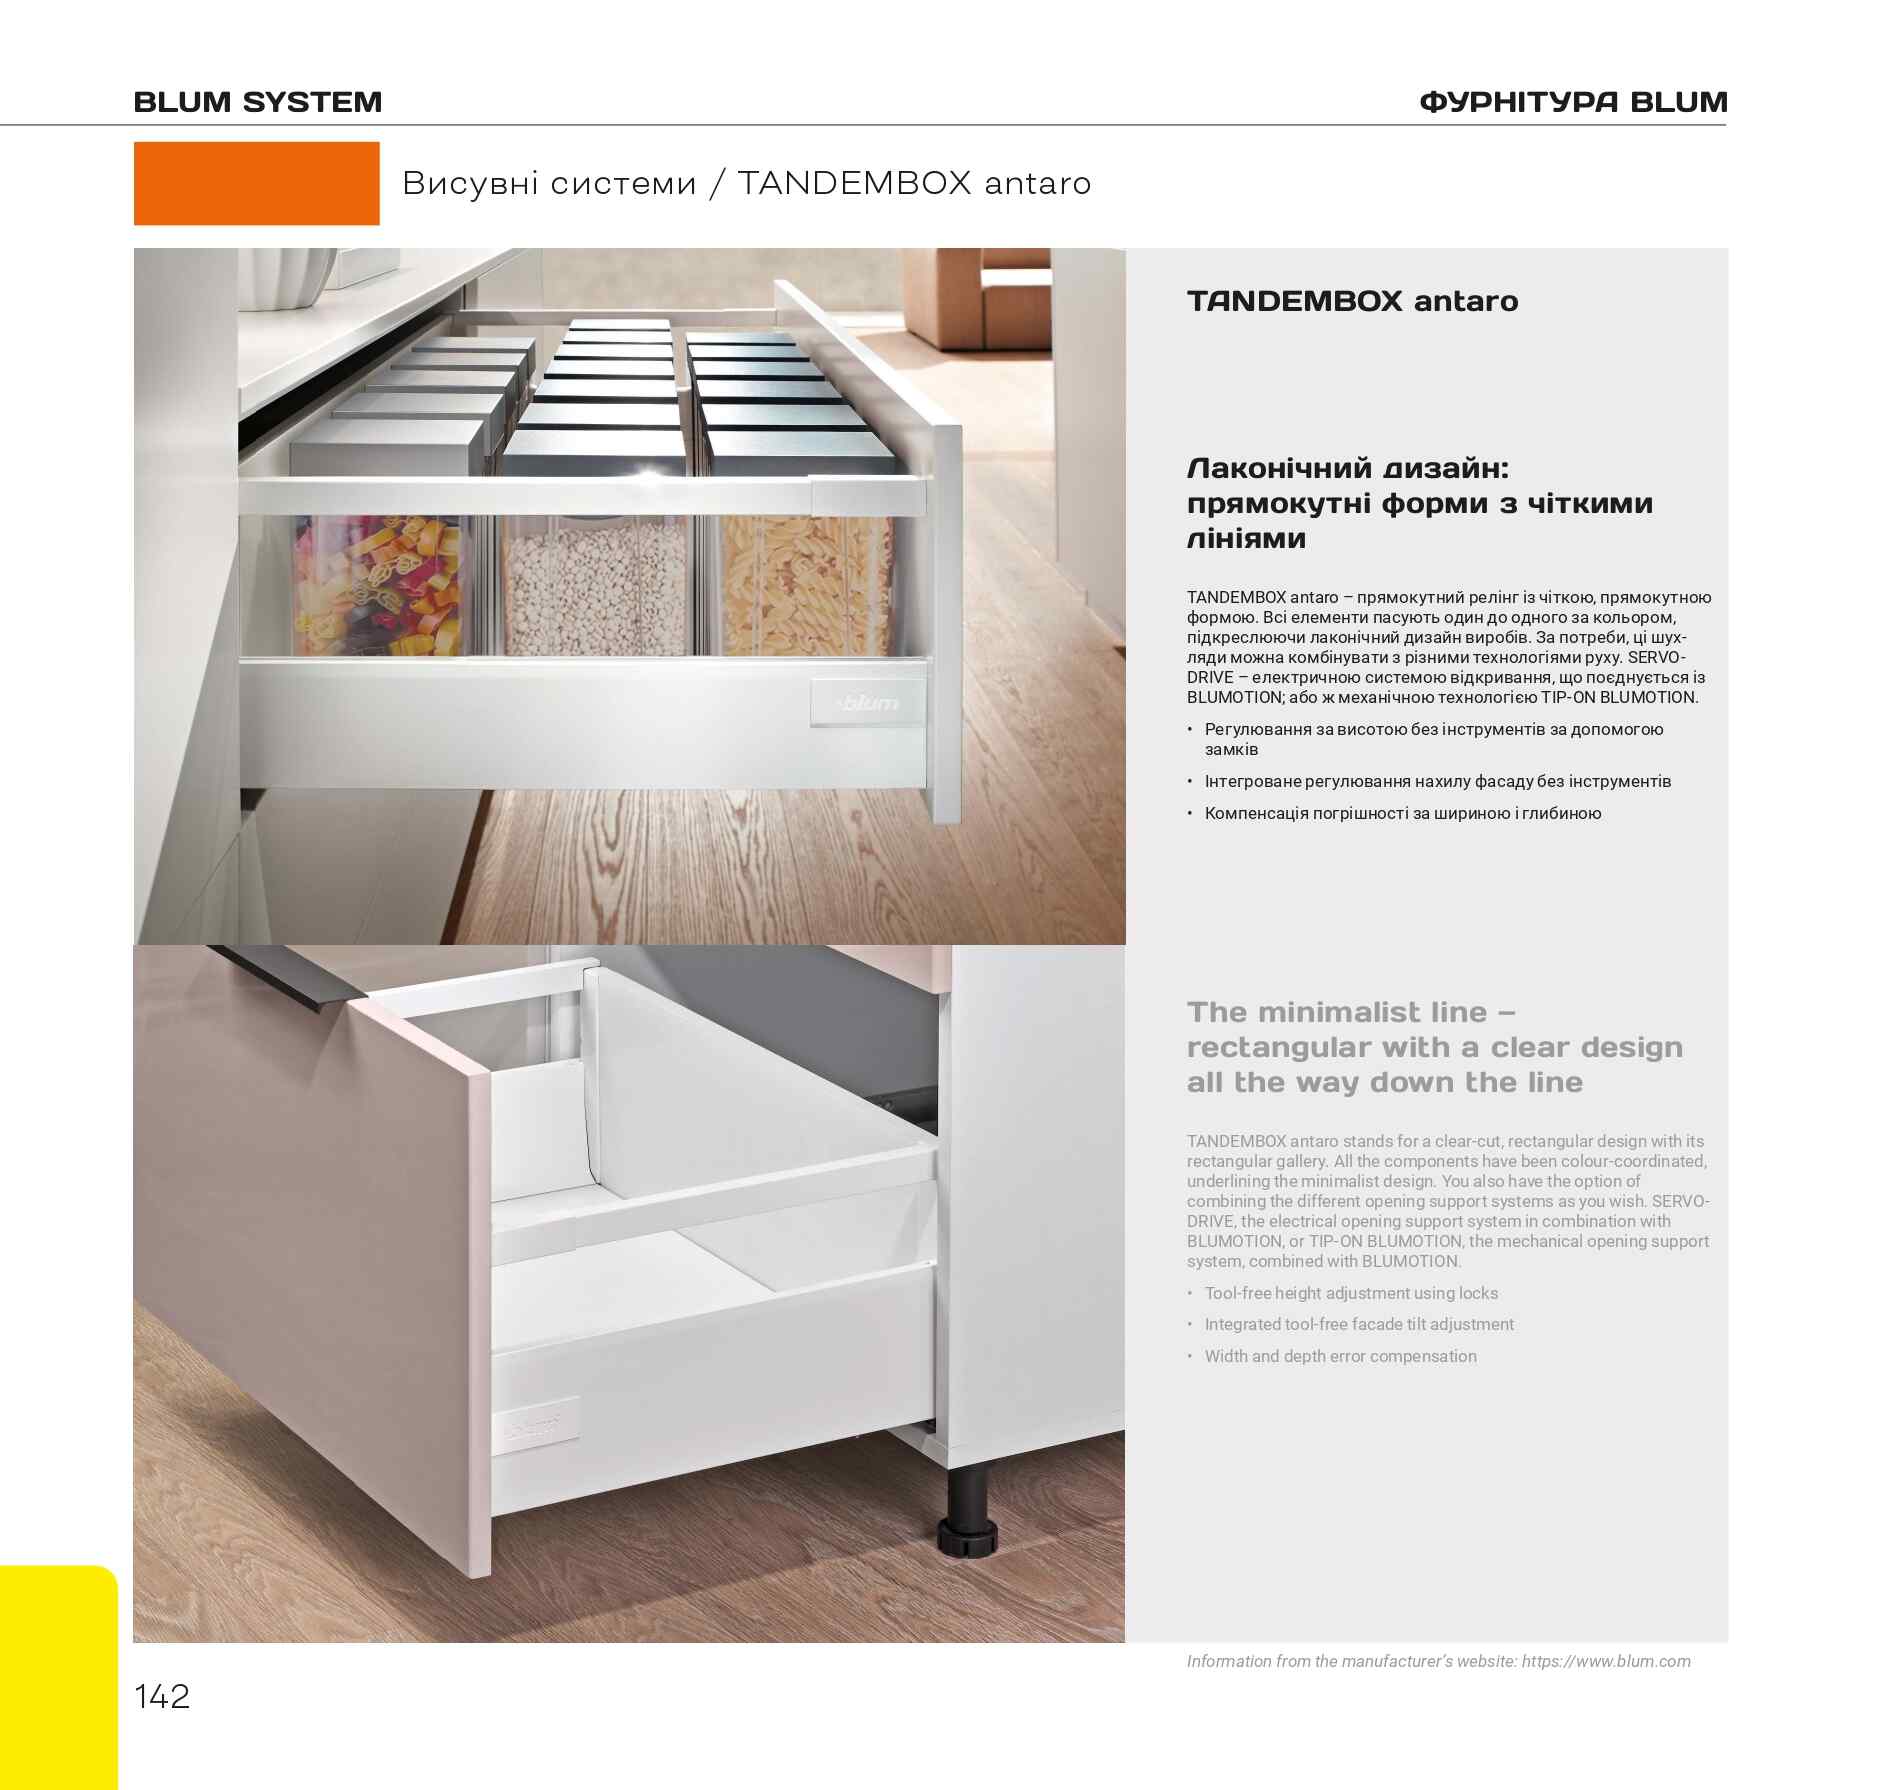 BLUM SYSTEM
ФУРНІТУРА BLUM
Висувні системи / TANDEMBOX antaro
blum
blum
TANDEMBOX antaro
Лаконічний дизайн:
прямокутні форми з чіткими
лініями
TANDEMBOX antaro – прямокутний релінг із чіткою, прямокутною
формою. Всі елементи пасують один до одного за кольором,
підкреслюючи лаконічний дизайн виробів. За потреби, ці шух-
ляди можна комбінувати з різними технологіями руху. SERVO-
DRIVE – електричною системою відкривання, що поєднується із
BLUMOTION; або ж механічною технологією TIP-ON BLUMOTION.
• Регулювання за висотою без інструментів за допомогою
замків
• Інтегроване регулювання нахилу фасаду без інструментів
• Компенсація погрішності за шириною і глибиною
The minimalist line –
rectangular with a clear design
all the way down the line
TANDEMBOX antaro stands for a clear-cut, rectangular design with its
rectangular gallery. All the components have been colour-coordinated,
underlining the minimalist design. You also have the option of
combining the different opening support systems as you wish. SERVO-
DRIVE, the electrical opening support system in combination with
BLUMOTION, or TIP-ON BLUMOTION, the mechanical opening support
system, combined with BLUMOTION.
• Tool-free height adjustment using locks
• Integrated tool-free facade tilt adjustment
• Width and depth error compensation
Information from the manufacturer's website: https://www.blum.com
142